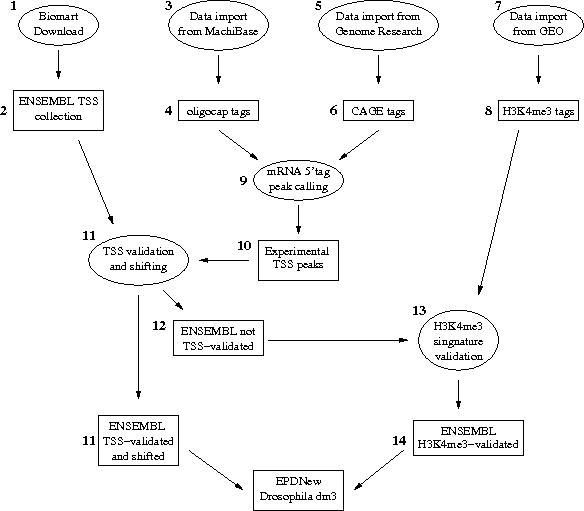 1
Biomart
Download
3
Data import
from MachiBase
5
Data import from
Genome Research
7
Data import
from GEO
2
ENSEMBL TSS
collection
4
oligocap tags
6
CAGE tags
8
H3K4me3 tags
9
mRNA 5'tag
peak calling
11
TSS validation
and shifting
10
Experimental
TSS peaks
12
ENSEMBL not
TSS-validated
13
H3K4me3
singnature
validation
11
ENSEMBL
TSS-validated
and shifted
14
ENSEMBL
H3K4me3-validated
EPDNew
Drosophila dm3